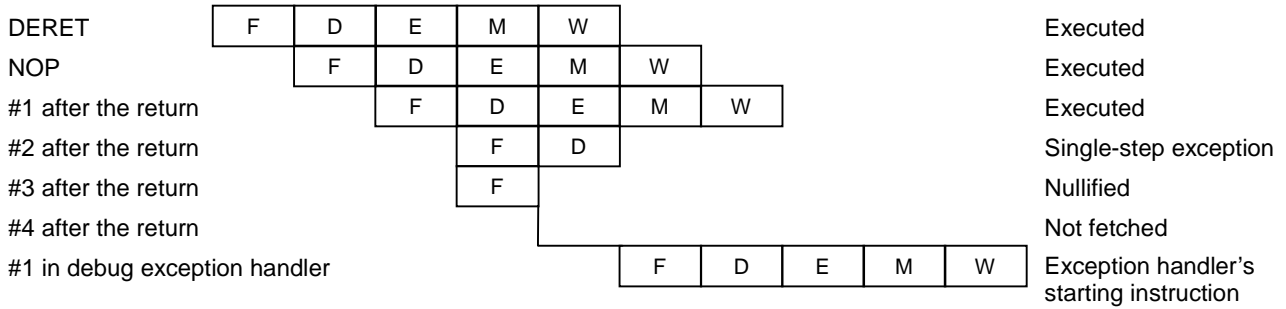 DERET F D E M W Executed
NOP F D E M W Executed
#1 after the return F D E M W Executed
#2 after the return F D Single-step exception
#3 after the return F Nullified
#4 after the return Not fetched
#1 in debug exception handler F D E M W Exception handler’s
starting instruction